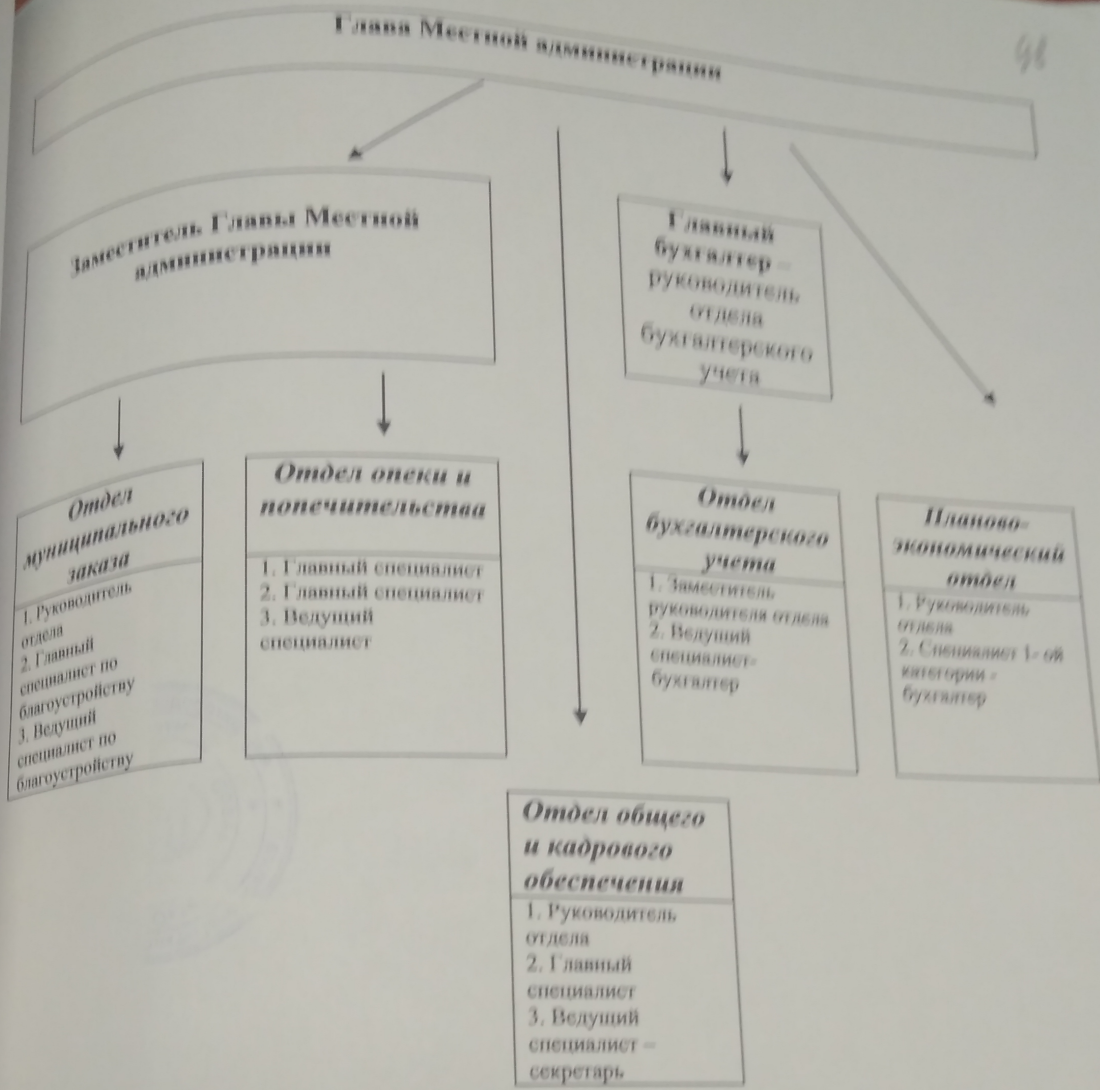 Глава Местной администрации
98
Заместитель Главы Местной
администрации
Главный
бухгалтер –
руководитель
отдела
бухгалтерского
учета
Отдел
муниципального
заказа
1. Руководитель
отдела
2. Главный
специалист по
благоустройству
3. Ведущий
специалист по
благоустройству
Отдел опеки и
попечительства
1. Главный специалист
2. Главный специалист
3. Ведущий
специалист
Отдел
бухгалтерского
учета
1. Заместитель
руководителя отдела
2. Ведущий
специалист-
бухгалтер
Планово-
экономический
отдел
1. Руководитель
отдела
2. Специалист 1- ой
категории -
бухгалтер
Отдел общего
и кадрового
обеспечения
1. Руководитель
отдела
2. Главный
специалист
3. Ведущий
специалист –
секретарь